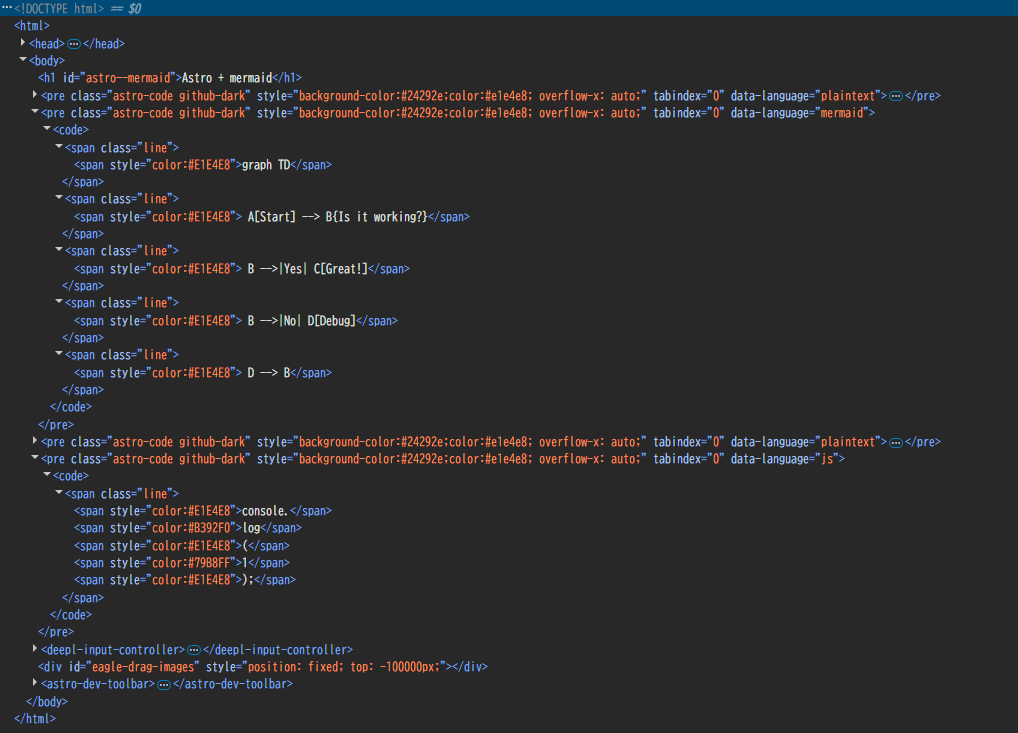 ···<!DOCTYPE html> == $0
<html>
<head>···</head>
<body>
<h1 id="astro--mermaid">Astro + mermaid</h1>
<pre class="astro-code github-dark" style="background-color:#24292e;color:#e1e4e8; overflow-x: auto;" tabindex="0" data-language="plaintext">···</pre>
<pre class="astro-code github-dark" style="background-color:#24292e;color:#e1e4e8; overflow-x: auto;" tabindex="0" data-language="mermaid">
<code>
<span class="line">
<span style="color:#E1E4E8">graph TD</span>
</span>
<span class="line">
<span style="color:#E1E4E8"> A[Start] --> B{Is it working?}</span>
</span>
<span class="line">
<span style="color:#E1E4E8"> B -->|Yes| C[Great!]</span>
</span>
<span class="line">
<span style="color:#E1E4E8"> B -->|No| D[Debug]</span>
</span>
<span class="line">
<span style="color:#E1E4E8"> D --> B</span>
</span>
</code>
</pre>
<pre class="astro-code github-dark" style="background-color:#24292e;color:#e1e4e8; overflow-x: auto;" tabindex="0" data-language="plaintext">···</pre>
<pre class="astro-code github-dark" style="background-color:#24292e;color:#e1e4e8; overflow-x: auto;" tabindex="0" data-language="js">
<code>
<span class="line">
<span style="color:#E1E4E8">console.</span>
<span style="color:#B392F0">log</span>
<span style="color:#E1E4E8">(</span>
<span style="color:#79B8FF">1</span>
<span style="color:#E1E4E8">);</span>
</span>
</code>
</pre>
<deepl-input-controller>···</deepl-input-controller>
<div id="eagle-drag-images" style="position: fixed; top: -100000px;"></div>
<astro-dev-toolbar>···</astro-dev-toolbar>
</body>
</html>